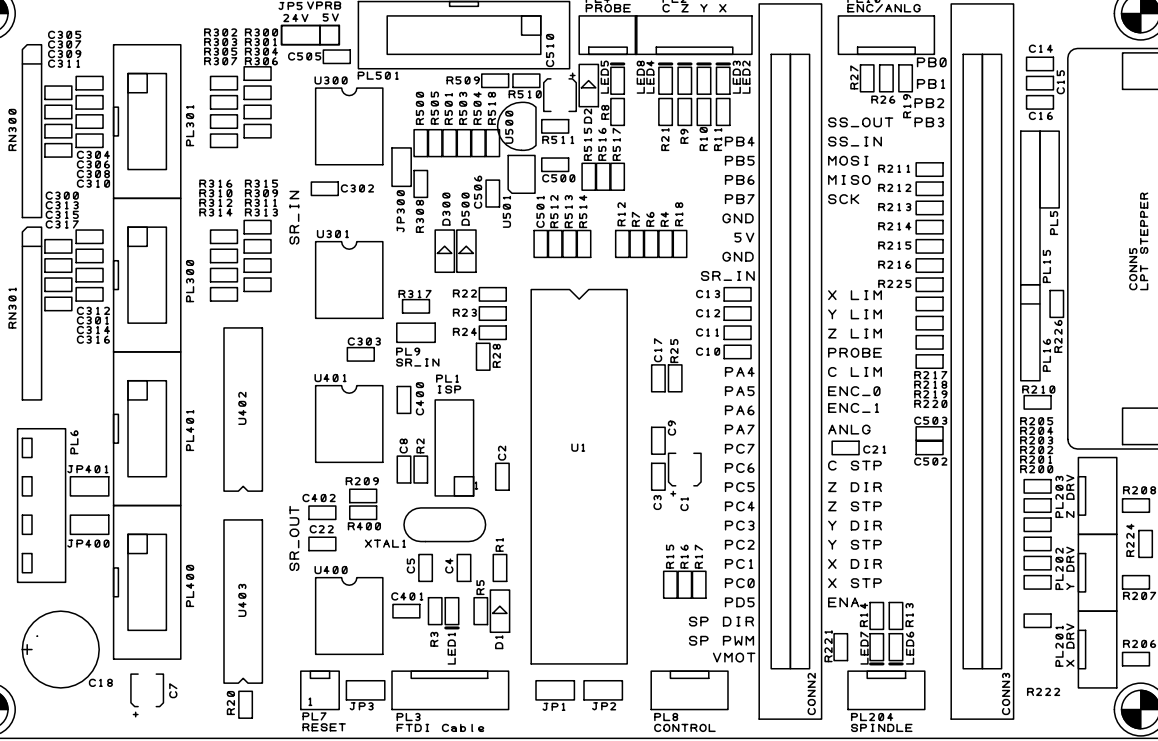 JP5 VPRB
24V 5V
C505
PL501
C510
PROBE
C Z Y X
ENC/ANLG
C305
C307
C309
C311
R302
R301
R305
R307
R300
R303
R304
R306
RN300
C304
C306
C308
C310
C300
C313
C315
C317
PL301
R316
R310
R312
R314
R315
R309
R311
R313
SR_IN
U300
C302
R509
R510
R500
R505
R501
R503
R504
R518
U500
R511
C500
U501
C506
JP300
R308
D300
D500
C501
R512
R513
R514
D2
LED5
R8
R515
R516
R517
LED8
LED4
LED3
LED2
R21
R9
R10
R11
R12
R7
R6
R4
R18
R27
R26
R19
PB0
PB1
PB2
PB3
SS_OUT
SS_IN
MOSI
MISO
SCK
PB4
PB5
PB6
PB7
GND
5V
GND
SR_IN
R211
R212
R213
R214
R215
R216
R225
C14
C15
C16
PL5
PL15
PL16
R226
CONN5
LPT STEPPER
RN301
C312
C301
C314
C316
PL300
U301
C303
R317
PL9
SR_IN
R22
R23
R24
R28
C13
C12
C11
C10
X LIM
Y LIM
Z LIM
PROBE
C LIM
ENC_0
ENC_1
ANLG
R217
R218
R219
R220
R210
C503
C502
C21
U402
U401
PL1
ISP
1
C400
C8
R2
C2
U1
C17
R25
C9
C3
C1
+
PA4
PA5
PA6
PA7
PC7
PC6
PC5
PC4
PC3
PC2
PC1
PC0
PD5
SP DIR
SP PWM
VMOT
C STP
Z DIR
Z STP
Y DIR
Y STP
X DIR
X STP
ENA
R205
R204
R203
R202
R201
R200
PL203
Z DRV
R208
R224
PL202
Y DRV
R207
PL201
X DRV
R206
R222
PL6
JP401
JP400
PL401
PL400
SR_OUT
R209
R400
C402
C22
XTAL1
U400
C401
C5
C4
R1
R3
LED1
R5
D1
R15
R16
R17
U403
R20
+
C18
C7
+
1
PL7
RESET
JP3
PL3
FTDI Cable
JP1
JP2
PL8
CONTROL
CONN2
R221
R14
R13
LED7
LED6
PL204
SPINDLE
CONN3